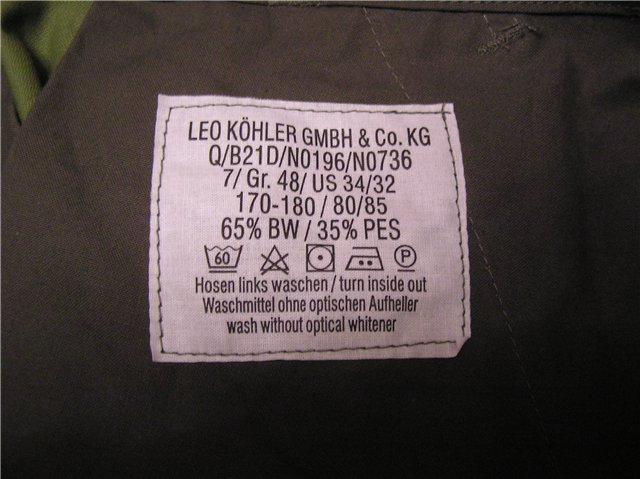 LEO KÖHLER GMBH & Co. KG
Q/B21D/N0196/N0736
7/ Gr. 48/ US 34/32
170-180 / 80/85
65% BW / 35% PES
60 P
Hosen links waschen / turn inside out
Waschmittel ohne optischen Aufheller
wash without optical whitener